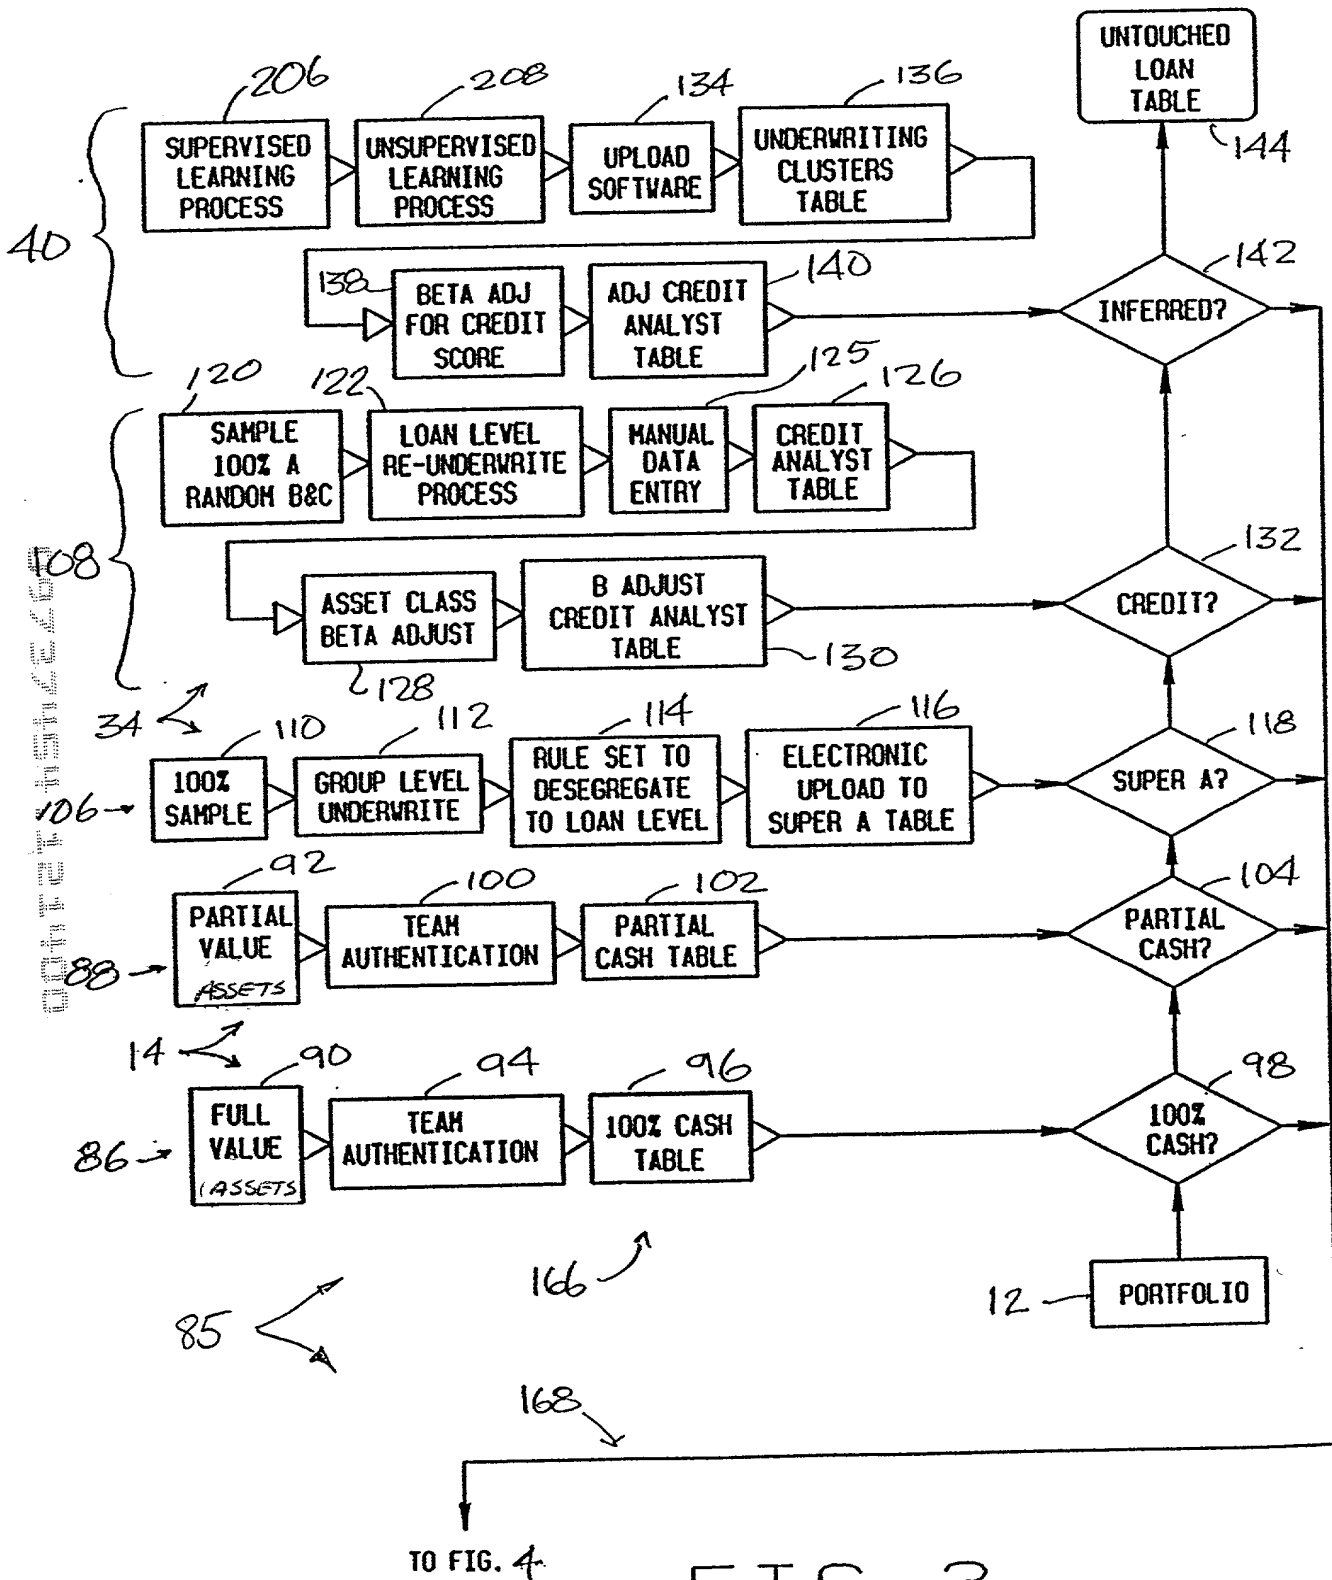 UNTOUCHED
LOAN
TABLE
144
206
208
134
136
SUPERVISED
LEARNING
PROCESS
UNSUPERVISED
LEARNING
PROCESS
UPLOAD
SOFTWARE
UNDERWRITING
CLUSTERS
TABLE
40
138
BETA ADJ
FOR CREDIT
SCORE
ADJ CREDIT
ANALYST
TABLE
140
142
INFERRED?
120
122
125
126
SAMPLE
100% A
RANDOM B&C
LOAN LEVEL
RE-UNDERWRITE
PROCESS
MANUAL
DATA
ENTRY
CREDIT
ANALYST
TABLE
108
ASSET CLASS
BETA ADJUST
128
B ADJUST
CREDIT ANALYST
TABLE
130
132
CREDIT?
34
110
112
114
116
118
106
100%
SAMPLE
GROUP LEVEL
UNDERWRITE
RULE SET TO
DESEGREGATE
TO LOAN LEVEL
ELECTRONIC
UPLOAD TO
SUPER A TABLE
SUPER A?
92
100
102
104
88
PARTIAL
VALUE
ASSETS
TEAM
AUTHENTICATION
PARTIAL
CASH TABLE
PARTIAL
CASH?
14
90
94
96
98
86
FULL
VALUE
ASSETS
TEAM
AUTHENTICATION
100% CASH
TABLE
100%
CASH?
166
85
12
PORTFOLIO
168
TO FIG. 4